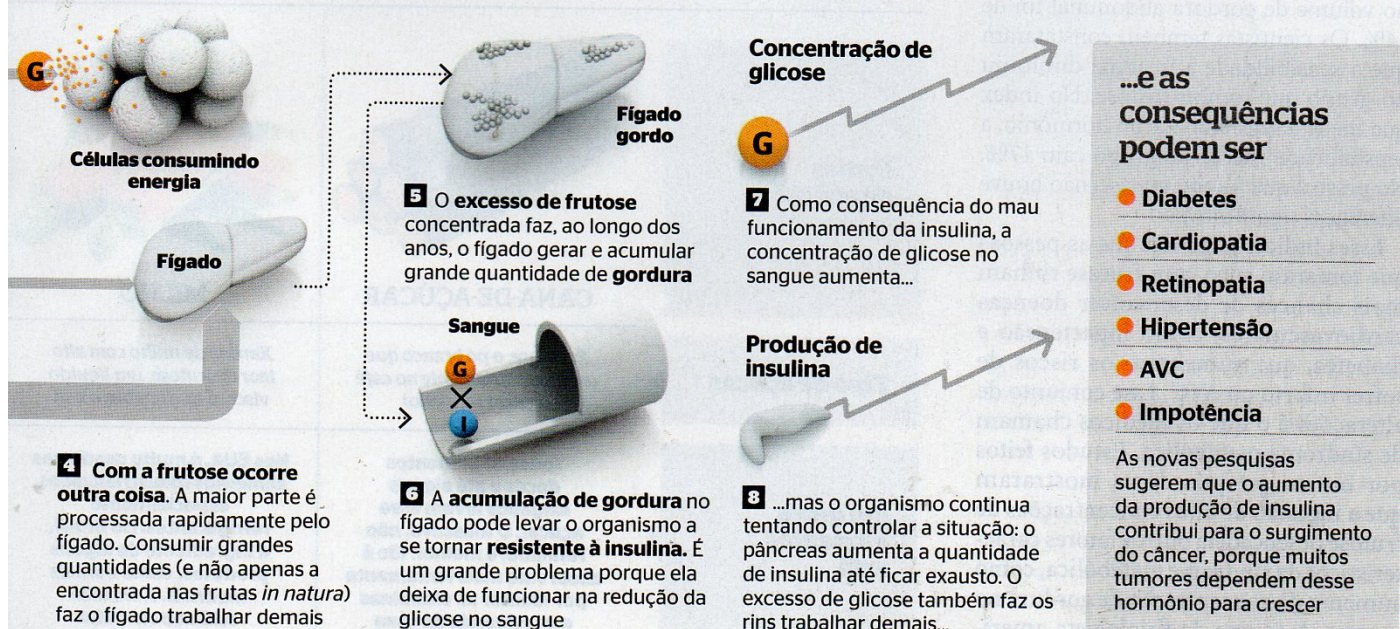 G
Células consumindo
energia
Fígado
4 Com a frutose ocorre
outra coisa. A maior parte é
processada rapidamente pelo
fígado. Consumir grandes
quantidades (e não apenas a
encontrada nas frutas in natura)
faz o fígado trabalhar demais
Fígado
gordo
5 O excesso de frutose
concentrada faz, ao longo dos
anos, o fígado gerar e acumular
grande quantidade de gordura
Sangue
G
I
6 A acumulação de gordura no
fígado pode levar o organismo a
se tornar resistente à insulina. É
um grande problema porque ela
deixa de funcionar na redução da
glicose no sangue
Concentração de
glicose
G
7 Como consequência do mau
funcionamento da insulina, a
concentração de glicose no
sangue aumenta...
Produção de
insulina
8 ...mas o organismo continua
tentando controlar a situação: o
pâncreas aumenta a quantidade
de insulina até ficar exausto. O
excesso de glicose também faz os
rins trabalhar demais...
...e as
consequências
podem ser
Diabetes
Cardiopatia
Retinopatia
Hipertensão
AVC
Impotência
As novas pesquisas
sugerem que o aumento
da produção de insulina
contribui para o surgimento
do câncer, porque muitos
tumores dependem desse
hormônio para crescer